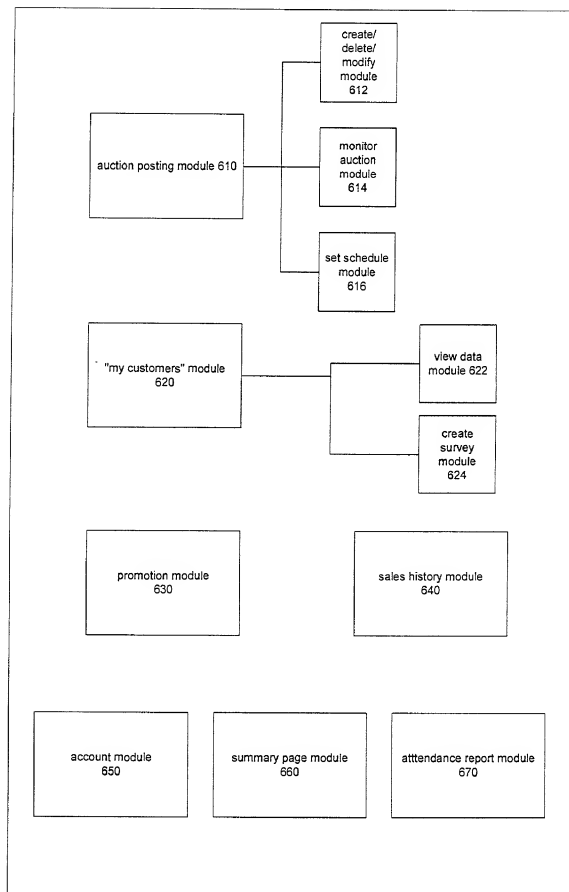 create/
delete/
modify
module
612
auction posting module 610
monitor
auction
module
614
set schedule
module
616
"my customers" module
620
view data
module 622
create
survey
module
624
promotion module
630
sales history module
640
account module
650
summary page module
660
atttendance report module
670